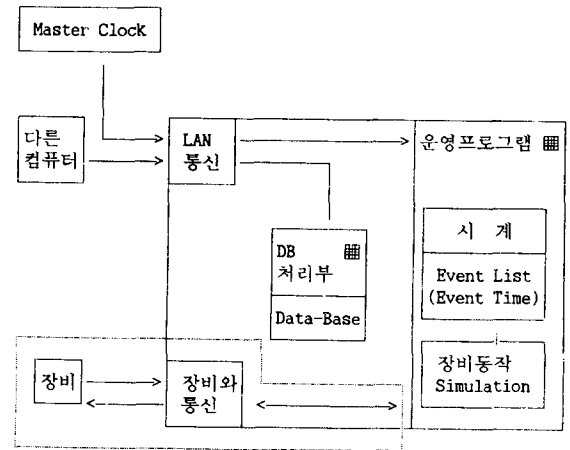 Master Clock
다른
컴퓨터
LAN
통신
운영프로그램
시 계
Event List
(Event Time)
DB
처리부
Data-Base
장비동작
Simulation
장비
장비와
통신